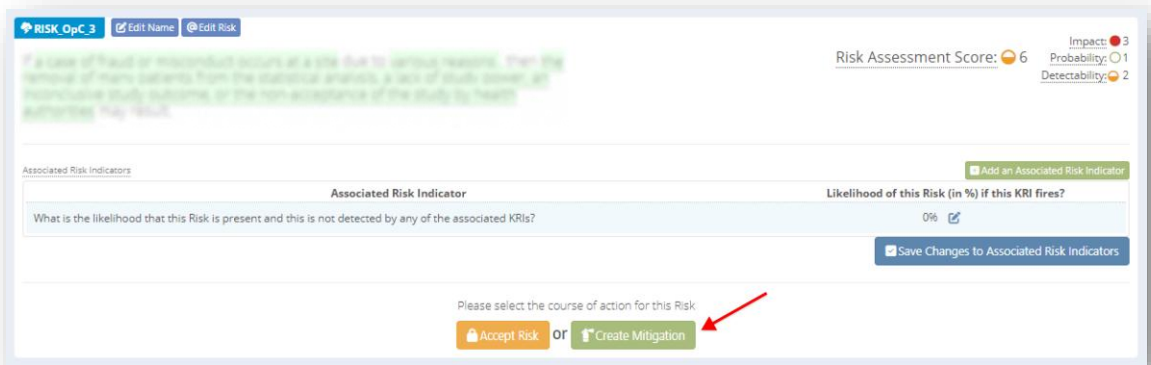 RISK_OpC_3 Edit Name @Edit Risk
If a case of fraud or misconduct occurs at a site due to various reasons, then the
removal of many patients from the statistical analysis, a lack of study power, an
inconclusive study outcome, or the non-acceptance of the study by health
authorities may result.
Risk Assessment Score: 6
Impact: 3
Probability: 1
Detectability: 2
Associated Risk Indicators
Add an Associated Risk Indicator
Associated Risk Indicator Likelihood of this Risk (in %) if this KRI fires?
What is the likelihood that this Risk is present and this is not detected by any of the associated KRIs? 0%
Save Changes to Associated Risk Indicators
Please select the course of action for this Risk
Accept Risk or Create Mitigation